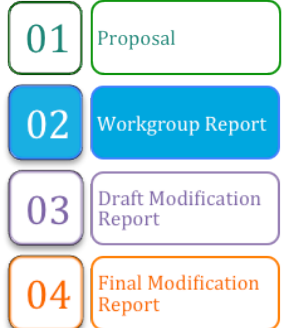 01 Proposal
02 Workgroup Report
03 Draft Modification
Report
04 Final Modification
Report